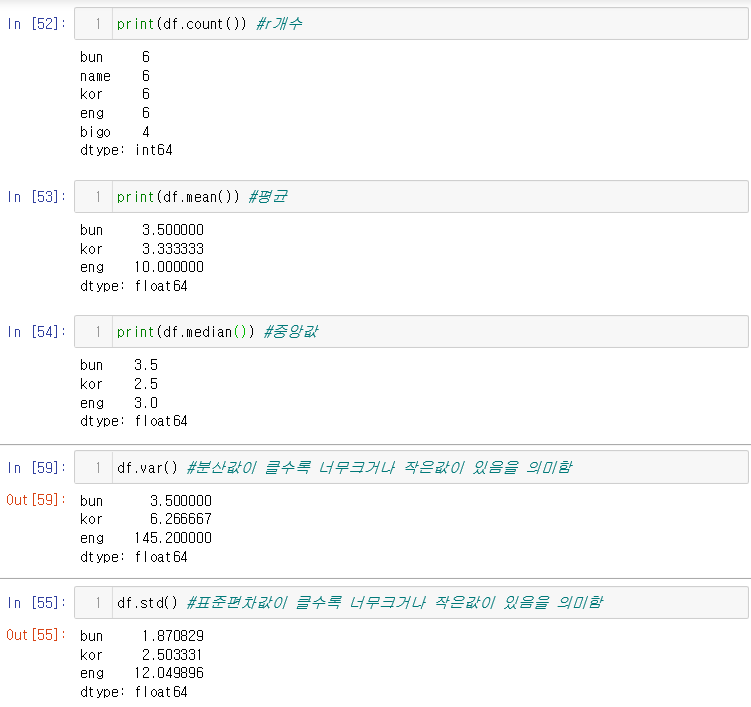 In [52]: 1 print(df.count()) #r개수
bun 6
name 6
kor 6
eng 6
bigo 4
dtype: int64
In [53]: 1 print(df.mean()) #평균
bun 3.500000
kor 3.333333
eng 10.000000
dtype: float64
In [54]: 1 print(df.median()) #중앙값
bun 3.5
kor 2.5
eng 3.0
dtype: float64
In [59]: 1 df.var() #분산값이 클수록 너무크거나 작은값이 있음을 의미함
Out[59]: bun 3.500000
kor 6.266667
eng 145.200000
dtype: float64
In [55]: 1 df.std() #표준편차값이 클수록 너무크거나 작은값이 있음을 의미함
Out[55]: bun 1.870829
kor 2.503331
eng 12.049896
dtype: float64